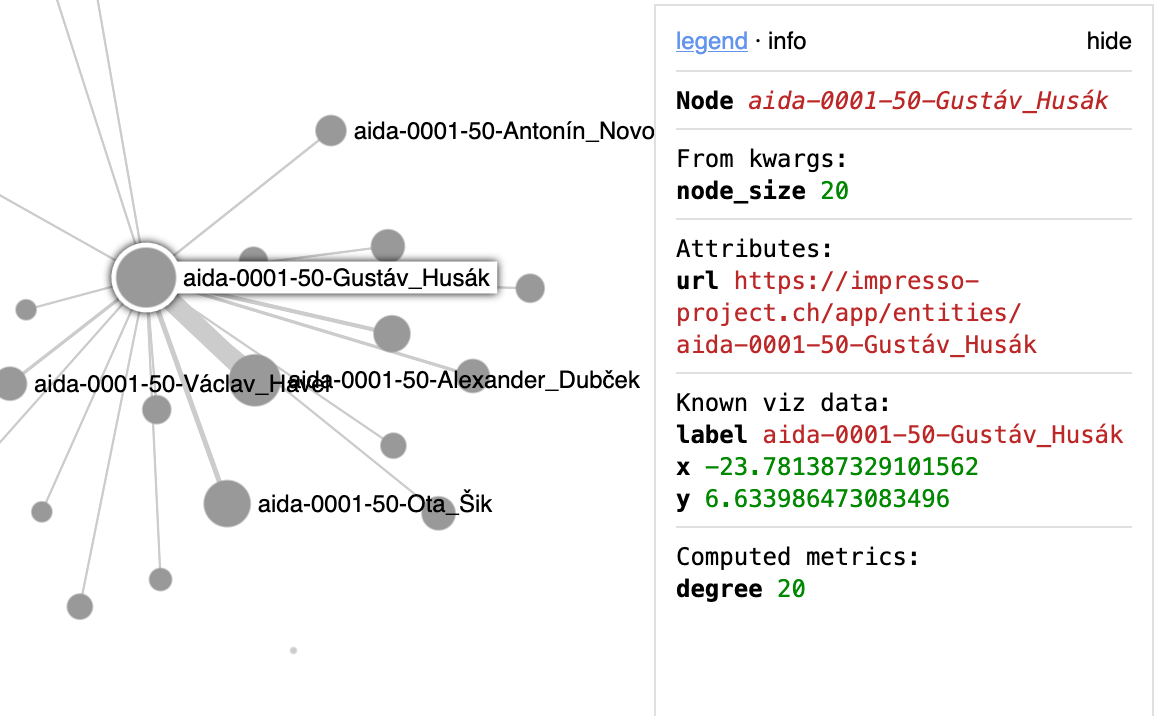 legend · info hide
Node aida-0001-50-Gustáv_Husák
From kwargs:
node_size 20
Attributes:
url https://impresso-
project.ch/app/entities/
aida-0001-50-Gustáv_Husák
Known viz data:
label aida-0001-50-Gustáv_Husák
x -23.781387329101562
y 6.633986473083496
Computed metrics:
degree 20
aida-0001-50-Antonín_Novo
aida-0001-50-Gustáv_Husák
aida-0001-50-Václav_Havel
aida-0001-50-Alexander_Dubček
aida-0001-50-Ota_Šik